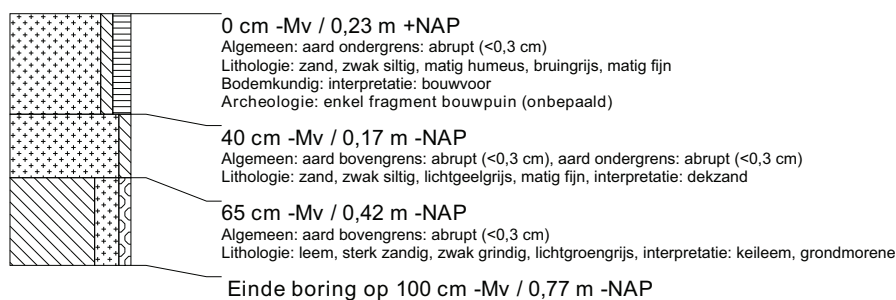 0 cm -Mv / 0,23 m +NAP
Algemeen: aard ondergrens: abrupt (<0,3 cm)
Lithologie: zand, zwak siltig, matig humeus, bruingrijs, matig fijn
Bodemkundig: interpretatie: bouwvoor
Archeologie: enkel fragment bouwpuin (onbepaald)
40 cm -Mv / 0,17 m -NAP
Algemeen: aard bovengrens: abrupt (<0,3 cm), aard ondergrens: abrupt (<0,3 cm)
Lithologie: zand, zwak siltig, lichtgeelgrijs, matig fijn, interpretatie: dekzand
65 cm -Mv / 0,42 m -NAP
Algemeen: aard bovengrens: abrupt (<0,3 cm)
Lithologie: leem, sterk zandig, zwak grindig, lichtgroengrijs, interpretatie: keileem, grondmorene
Einde boring op 100 cm -Mv / 0,77 m -NAP